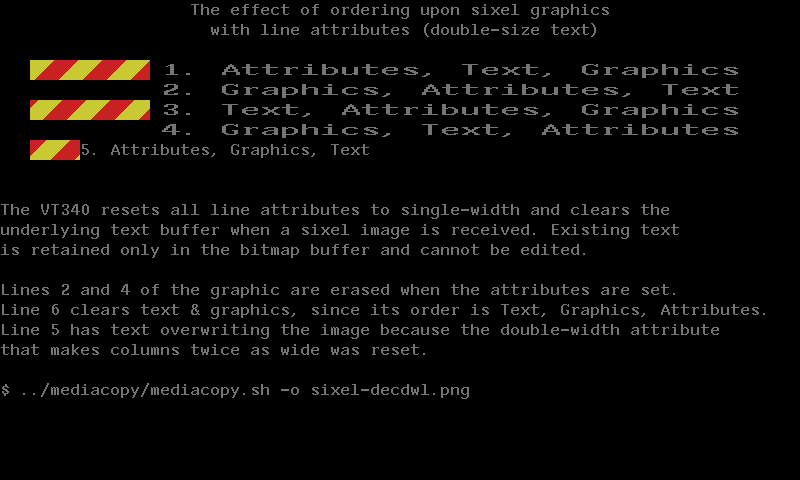 The effect of ordering upon sixel graphics
with line attributes (double-size text)
1. Attributes, Text, Graphics
2. Graphics, Attributes, Text
3. Text, Attributes, Graphics
4. Graphics, Text, Attributes
5. Attributes, Graphics, Text
The VT340 resets all line attributes to single-width and clears the
underlying text buffer when a sixel image is received. Existing text
is retained only in the bitmap buffer and cannot be edited.
Lines 2 and 4 of the graphic are erased when the attributes are set.
Line 6 clears text & graphics, since its order is Text, Graphics, Attributes.
Line 5 has text overwriting the image because the double-width attribute
that makes columns twice as wide was reset.
$ ../mediacopy/mediacopy.sh -o sixel-decdwl.png